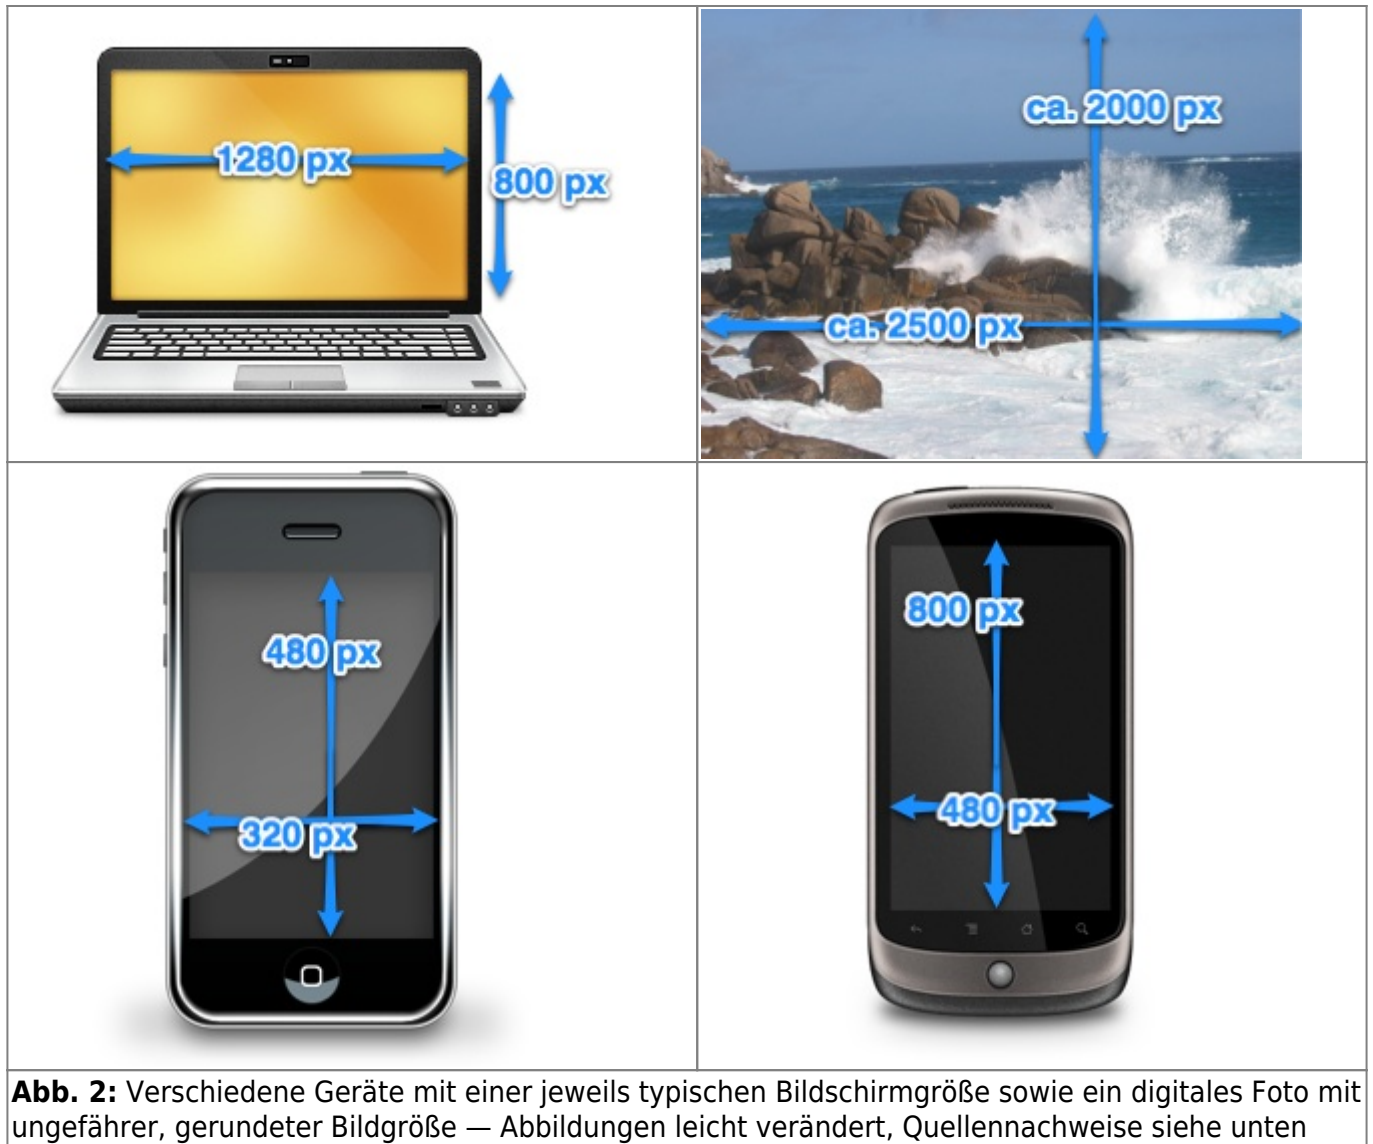 1280 px
800 px
ca. 2000 px
ca. 2500 px
480 px
320 px
800 px
480 px
Abb. 2: Verschiedene Geräte mit einer jeweils typischen Bildschirmgröße sowie ein digitales Foto mit
ungefährer, gerundeter Bildgröße — Abbildungen leicht verändert, Quellennachweise siehe unten